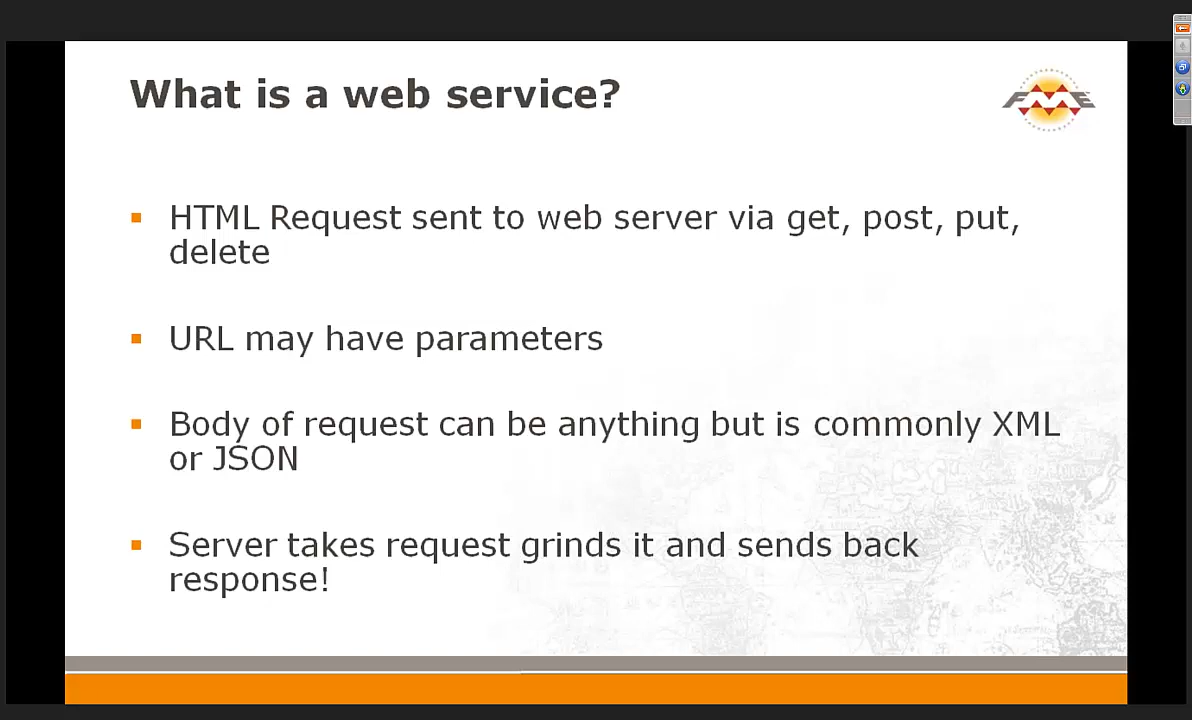 What is a web service?
FME
HTML Request sent to web server via get, post, put,
delete
URL may have parameters
Body of request can be anything but is commonly XML
or JSON
Server takes request grinds it and sends back
response!